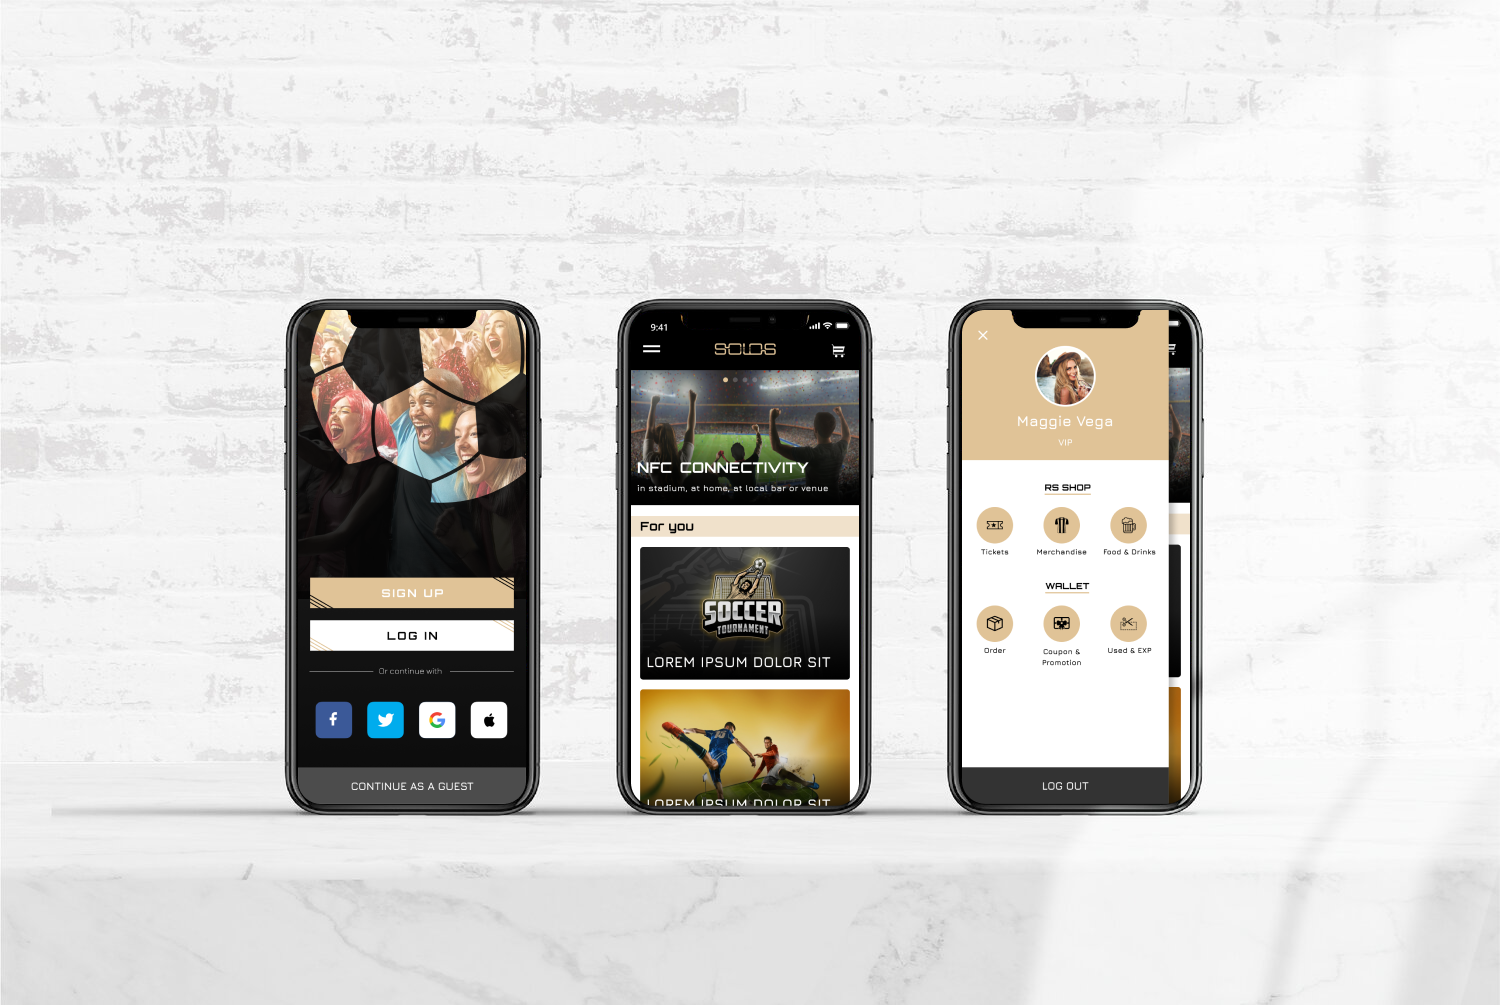 SIGN UP
LOG IN
Or continue with
CONTINUE AS A GUEST
9:41
SOLOS
NFC CONNECTIVITY
in stadium, at home, at local bar or venue
For you
SOCCER
TOURNAMENT
LOREM IPSUM DOLOR SIT
LOREM IPSUM DOLOR SIT
Maggie Vega
VIP
RS SHOP
Tickets
Merchandise
Food & Drinks
WALLET
Order
Coupon &
Promotion
Used & EXP
LOG OUT